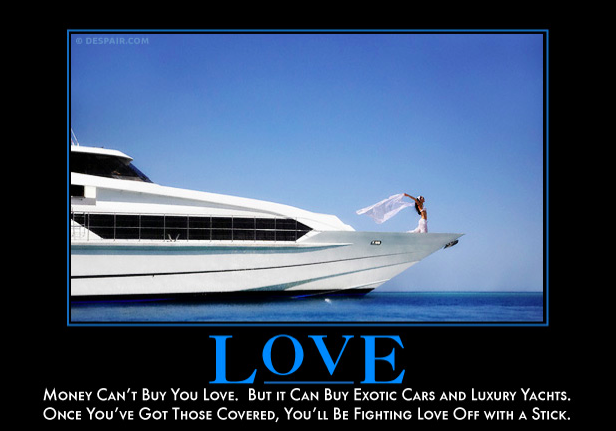 © DESPAIR.COM
LOVE
MONEY CAN'T BUY YOU LOVE. BUT IT CAN BUY EXOTIC CARS AND LUXURY YACHTS.
ONCE YOU'VE GOT THOSE COVERED, YOU'LL BE FIGHTING LOVE OFF WITH A STICK.